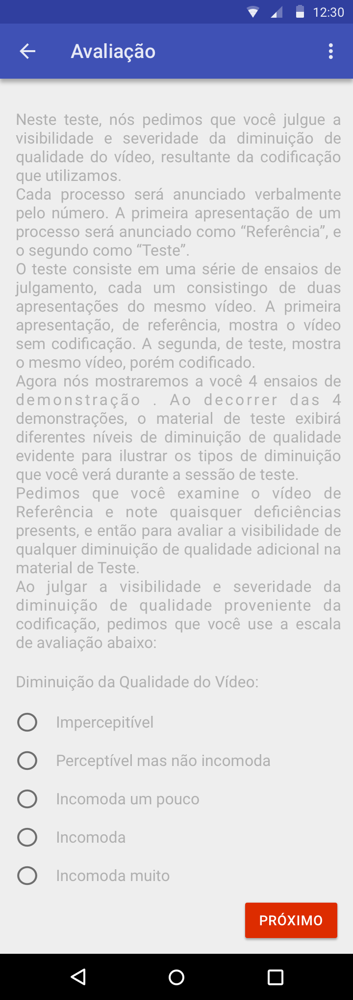 12:30
Avaliação
Neste teste, nós pedimos que você julgue a
visibilidade e severidade da diminuição de
qualidade do vídeo, resultante da codificação
que utilizamos.
Cada processo será anunciado verbalmente
pelo número. A primeira apresentação de um
processo será anunciado como “Referência”, e
o segundo como “Teste”.
O teste consiste em uma série de ensaios de
julgamento, cada um consistingo de duas
apresentações do mesmo vídeo. A primeira
apresentação, de referência, mostra o vídeo
sem codificação. A segunda, de teste, mostra
o mesmo vídeo, porém codificado.
Agora nós mostraremos a você 4 ensaios de
demonstração . Ao decorrer das 4
demonstrações, o material de teste exibirá
diferentes níveis de diminuição de qualidade
evidente para ilustrar os tipos de diminuição
que você verá durante a sessão de teste.
Pedimos que você examine o vídeo de
Referência e note quaisquer deficiências
presents, e então para avaliar a visibilidade de
qualquer diminuição de qualidade adicional na
material de Teste.
Ao julgar a visibilidade e severidade da
diminuição de qualidade proveniente da
codificação, pedimos que você use a escala
de avaliação abaixo:
Diminuição da Qualidade do Vídeo:
Impercepitível
Perceptível mas não incomoda
Incomoda um pouco
Incomoda
Incomoda muito
PRÓXIMO